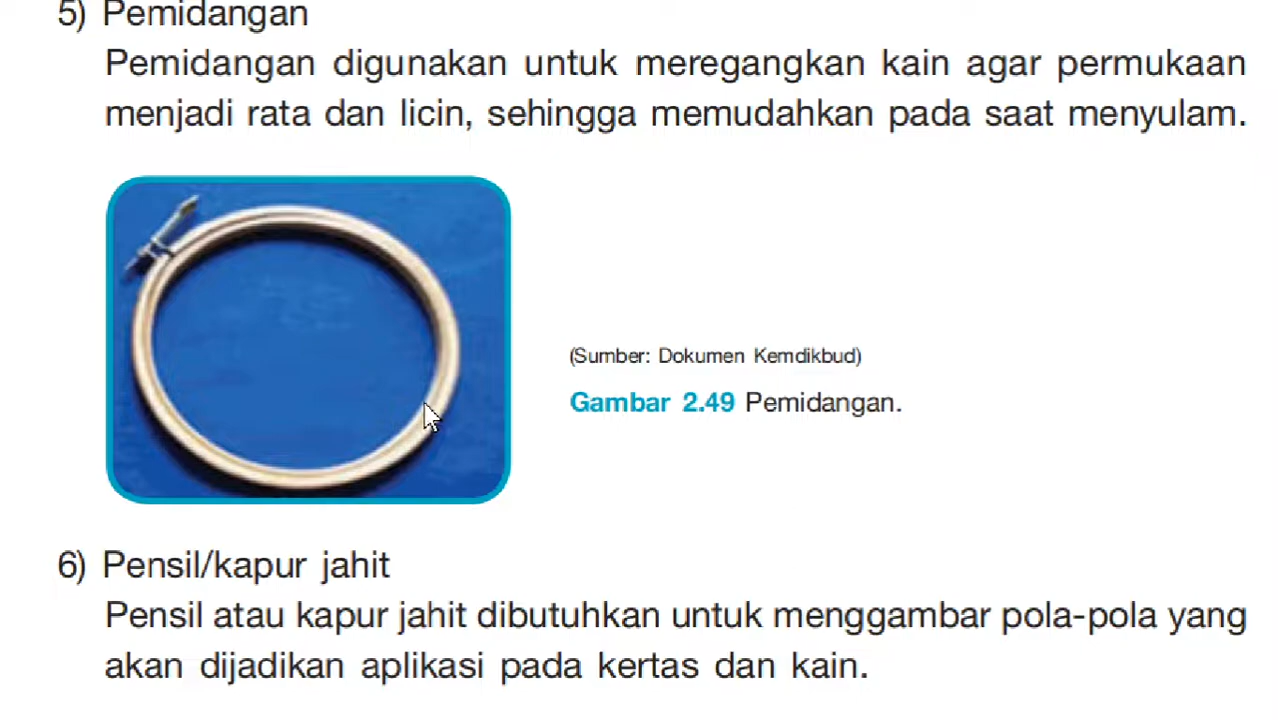 5) Pemidangan
Pemidangan digunakan untuk meregangkan kain agar permukaan
menjadi rata dan licin, sehingga memudahkan pada saat menyulam.
(Sumber: Dokumen Kemdikbud)
Gambar 2.49 Pemidangan.
6) Pensil/kapur jahit
Pensil atau kapur jahit dibutuhkan untuk menggambar pola-pola yang
akan dijadikan aplikasi pada kertas dan kain.